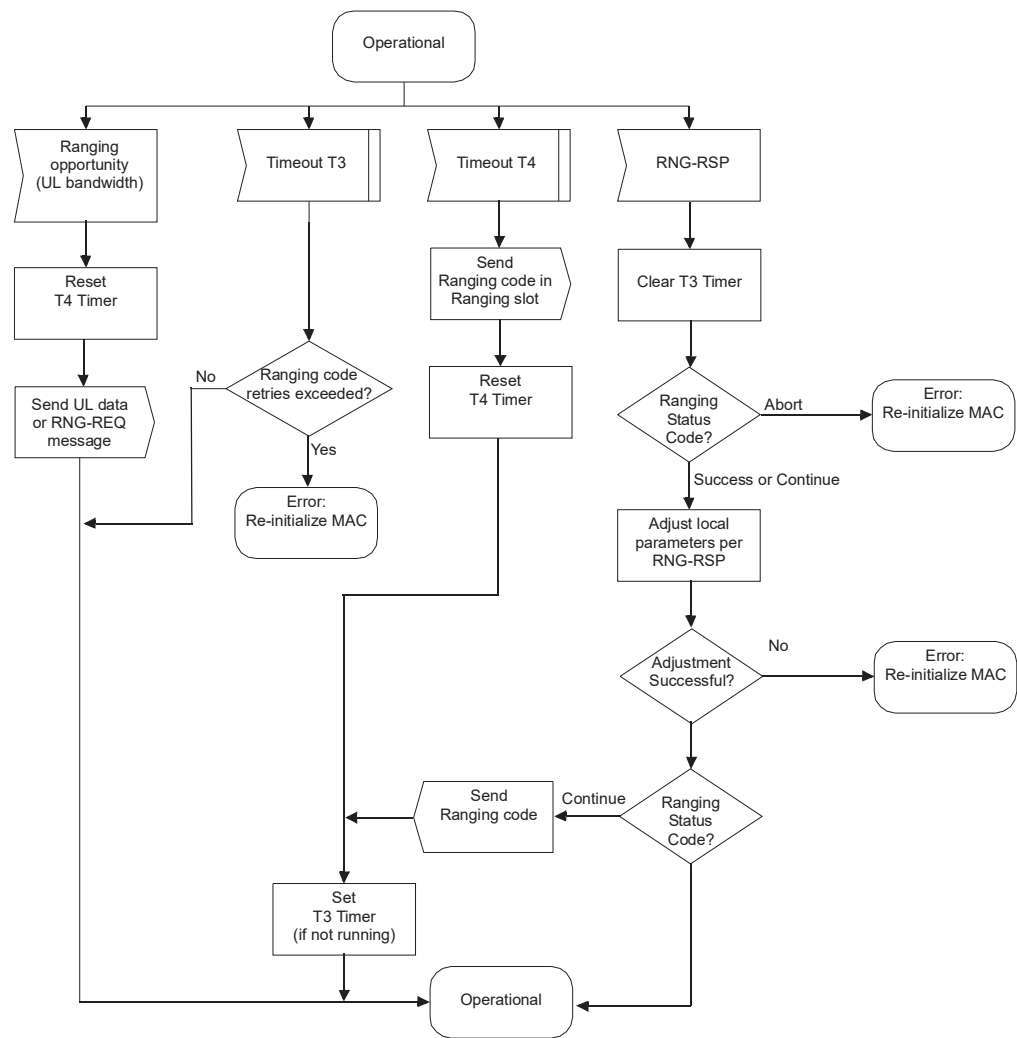 Operational
Ranging
opportunity
(UL bandwidth)
Timeout T3
Timeout T4
RNG-RSP
Reset
T4 Timer
Send
Ranging code in
Ranging slot
Clear T3 Timer
No
Ranging code
retries exceeded?
Yes
Reset
T4 Timer
Ranging
Status
Code?
Abort
Error:
Re-initialize MAC
Send UL data
or RNG-REQ
message
Success or Continue
Error:
Re-initialize MAC
Adjust local
parameters per
RNG-RSP
Adjustment
Successful?
No
Error:
Re-initialize MAC
Send
Ranging code
Continue
Ranging
Status
Code?
Set
T3 Timer
(if not running)
Operational